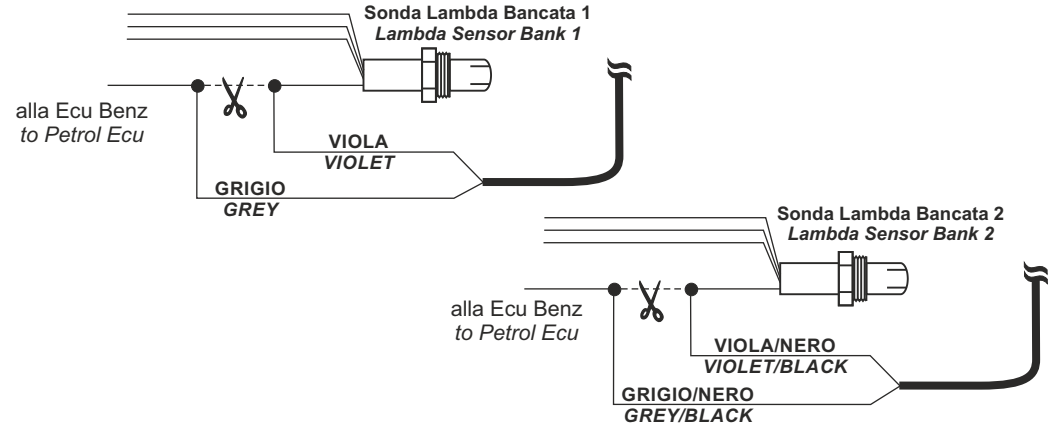 Sonda Lambda Bancata 1
Lambda Sensor Bank 1
alla Ecu Benz
to Petrol Ecu
VIOLA
VIOLET
GRIGIO
GREY
Sonda Lambda Bancata 2
Lambda Sensor Bank 2
alla Ecu Benz
to Petrol Ecu
VIOLA/NERO
VIOLET/BLACK
GRIGIO/NERO
GREY/BLACK